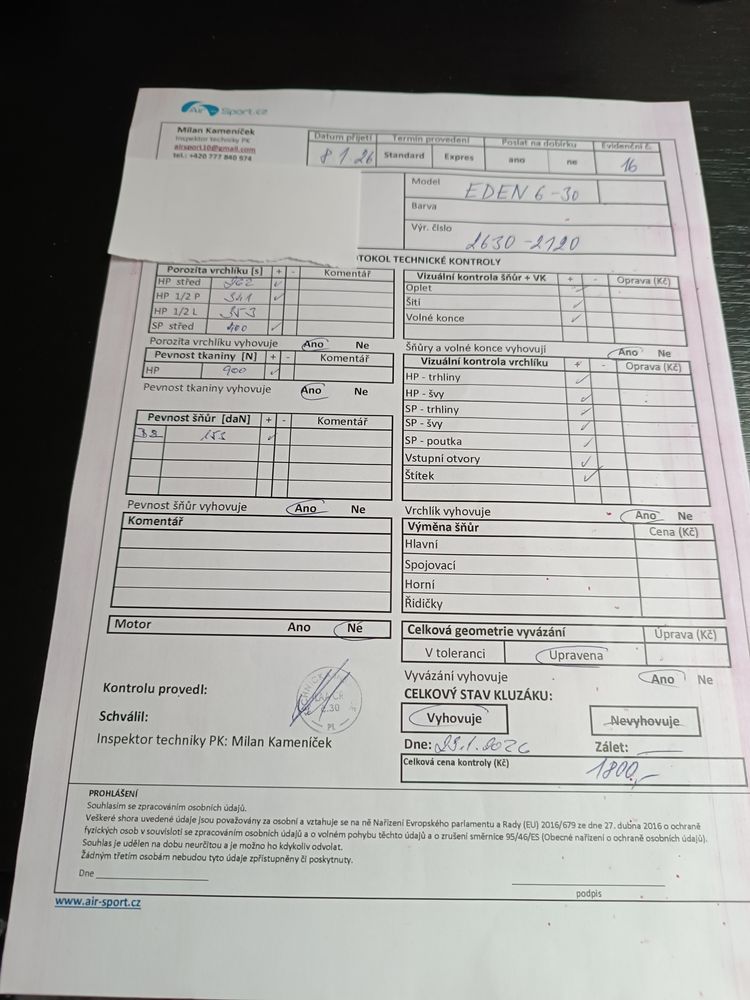 Air - Sport.cz
Milan Kameníček
Inspektor techniky PK
airsport10@gmail.com
tel.: +420 777 840 974
Datum přijetí Termín provedení Poslat na dobírku Evidenční č.
8 1. 26 Standard Expres ano ne 16
Model EDEN 6-30
Barva
Výr. číslo 2630-2120
OTOKOL TECHNICKÉ KONTROLY
Porozita vrchlíku [s] + - Komentář
HP střed
HP 1/2 P 341
HP 1/2 L 353
SP střed 400
Porozita vrchlíku vyhovuje Ano Ne
Pevnost tkaniny [N] + - Komentář
HP 900
Pevnost tkaniny vyhovuje Ano Ne
Pevnost šňůr [daN] + - Komentář
153
Pevnost šňůr vyhovuje Ano Ne
Komentář
Motor Ano Ne
Vizuální kontrola šňůr + VK + - Oprava (Kč)
Oplet
Šití
Volné konce
Šňůry a volné konce vyhovují Ano Ne
Vizuální kontrola vrchlíku + - Oprava (Kč)
HP - trhliny
HP - švy
SP - trhliny
SP - švy
SP - poutka
Vstupní otvory
Štítek
Vrchlík vyhovuje Ano Ne
Výměna šňůr Cena (Kč)
Hlavní
Spojovací
Horní
Řidičky
Celková geometrie vyvázání Úprava (Kč)
V toleranci Upravena
Vyvázání vyhovuje Ano Ne
CELKOVÝ STAV KLUZÁKU:
Vyhovuje Nevyhovuje
Kontrolu provedl:
Schválil:
Inspektor techniky PK: Milan Kameníček
Dne: 23.1.2026 Zálet:
Celková cena kontroly (Kč) 1800,-
PROHLÁŠENÍ
Souhlasím se zpracováním osobních údajů.
Veškeré shora uvedené údaje jsou považovány za osobní a vztahuje se na ně Nařízení Evropského parlamentu a Rady (EU) 2016/679 ze dne 27. dubna 2016 o ochraně
fyzických osob v souvislosti se zpracováním osobních údajů a o volném pohybu těchto údajů a o zrušení směrnice 95/46/ES (Obecné nařízení o ochraně osobních údajů).
Souhlas je udělen na dobu neurčitou a je možno ho kdykoliv odvolat.
Žádným třetím osobám nebudou tyto údaje zpřístupněny či poskytnuty.
Dne
podpis
www.air-sport.cz